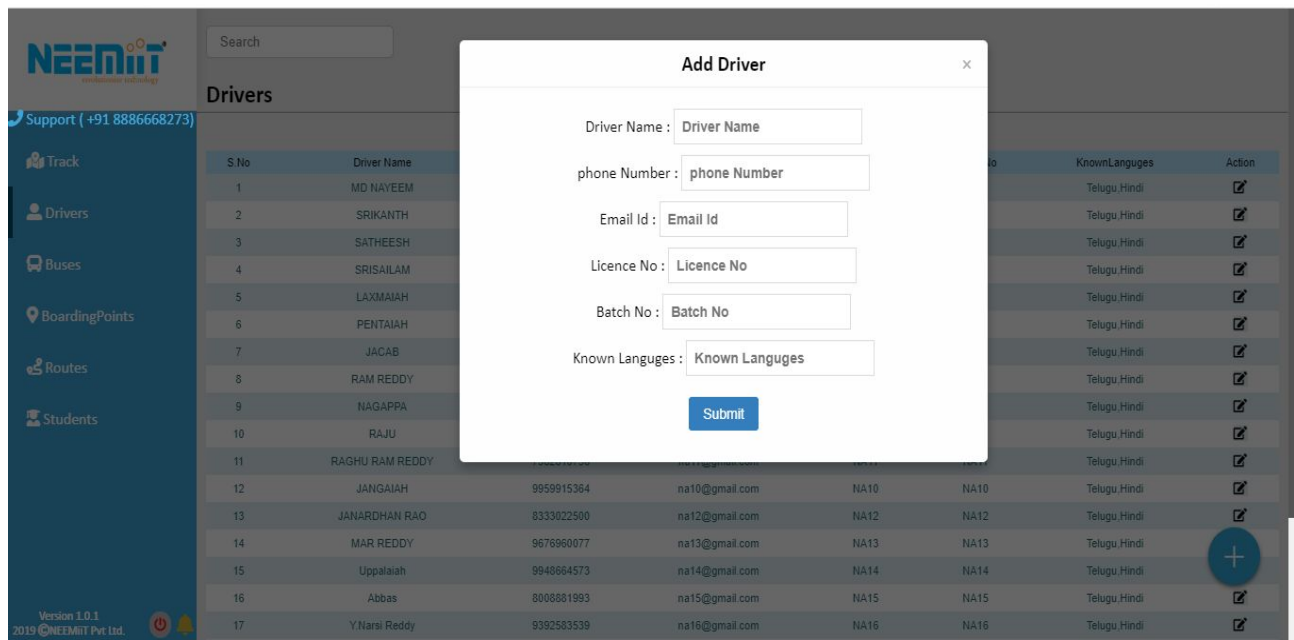 NEEMiiT
Search
Drivers
Support ( +91 8886668273)
Track
Drivers
Buses
BoardingPoints
Routes
Students
Version 1.0.1
2019 ©NEEMiiT Pvt Ltd.
Add Driver ×
Driver Name : Driver Name
phone Number : phone Number
Email Id : Email Id
Licence No : Licence No
Batch No : Batch No
Known Languges : Known Languges
Submit
S.No Driver Name No KnownLanguges Action
1 MD NAYEEM Telugu,Hindi
2 SRIKANTH Telugu,Hindi
3 SATHEESH Telugu,Hindi
4 SRISAILAM Telugu,Hindi
5 LAXMAIAH Telugu,Hindi
6 PENTAIAH Telugu,Hindi
7 JACAB Telugu,Hindi
8 RAM REDDY Telugu,Hindi
9 NAGAPPA Telugu,Hindi
10 RAJU Telugu,Hindi
11 RAGHU RAM REDDY Telugu,Hindi
12 JANGAIAH 9959915364 na10@gmail.com NA10 NA10 Telugu,Hindi
13 JANARDHAN RAO 8333022500 na12@gmail.com NA12 NA12 Telugu,Hindi
14 MAR REDDY 9676960077 na13@gmail.com NA13 NA13 Telugu,Hindi
15 Uppalaiah 9948664573 na14@gmail.com NA14 NA14 Telugu,Hindi
16 Abbas 8008881993 na15@gmail.com NA15 NA15 Telugu,Hindi
17 Y.Narsi Reddy 9392583539 na16@gmail.com NA16 NA16 Telugu,Hindi